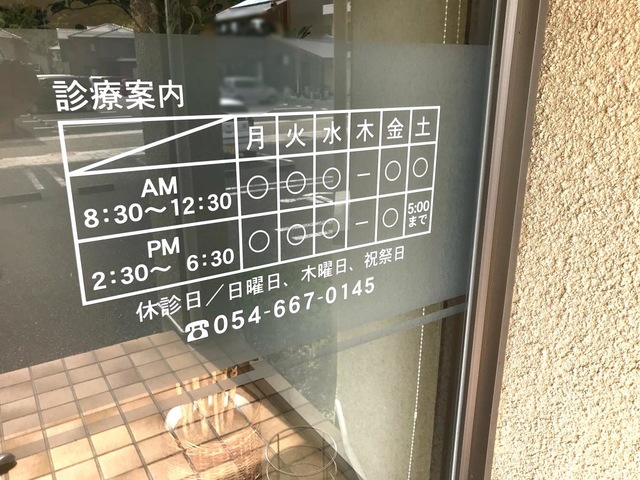 診療案内
月 火 水 木 金 土
AM 8:30〜12:30 ○ ○ ○ － ○ ○
PM 2:30〜 6:30 ○ ○ ○ － ○ 5:00まで
休診日／日曜日、木曜日、祝祭日
☎054-667-0145